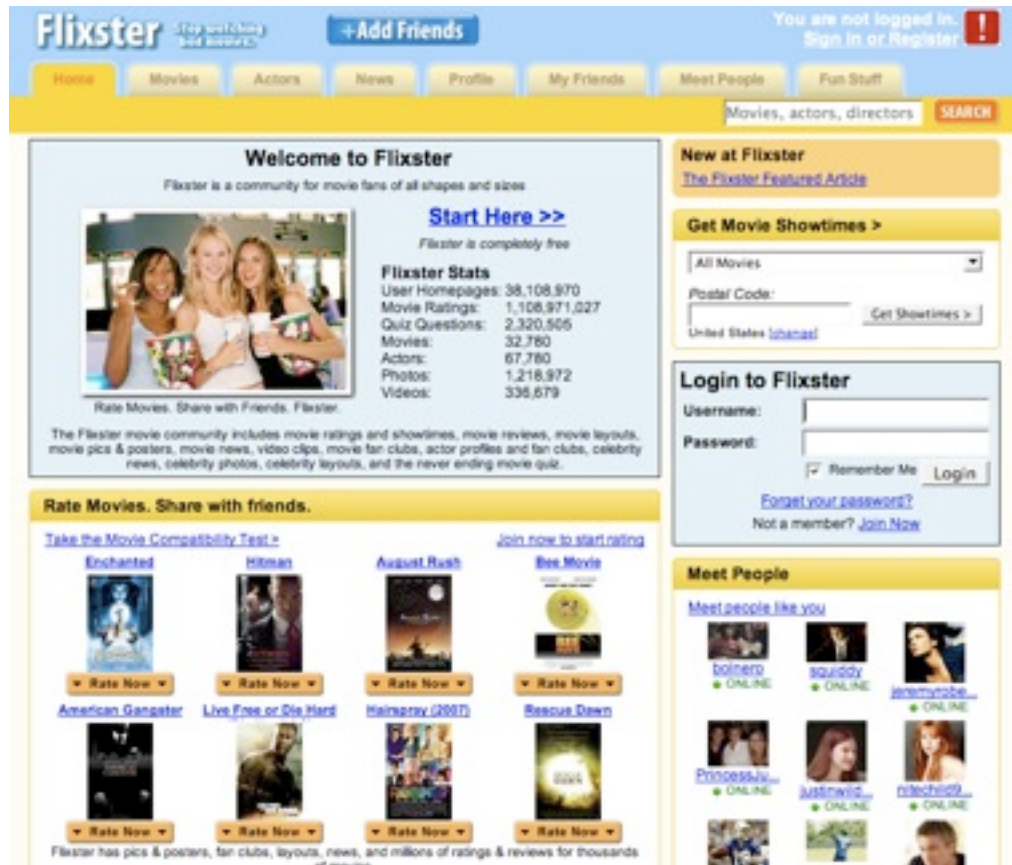 Flixster Stop watching bad movies.
+Add Friends
You are not logged in.
Sign In or Register
!
Home Movies Actors News Profile My Friends Meet People Fun Stuff
Movies, actors, directors SEARCH
Welcome to Flixster
Flixster is a community for movie fans of all shapes and sizes
Start Here >>
Flixster is completely free
Flixster Stats
User Homepages: 38,108,970
Movie Ratings: 1,108,971,027
Quiz Questions: 2,320,505
Movies: 32,780
Actors: 67,780
Photos: 1,218,972
Videos: 336,679
Rate Movies. Share with Friends. Flixster.
The Flixster movie community includes movie ratings and showtimes, movie reviews, movie layouts,
movie pics & posters, movie news, video clips, movie fan clubs, actor profiles and fan clubs, celebrity
news, celebrity photos, celebrity layouts, and the never ending movie quiz.
Rate Movies. Share with friends.
Take the Movie Compatibility Test >
Join now to start rating
Enchanted Hitman August Rush Bee Movie
Rate Now Rate Now Rate Now Rate Now
American Gangster Live Free or Die Hard Hairspray (2007) Rescue Dawn
Rate Now Rate Now Rate Now Rate Now
Flixster has pics & posters, fan clubs, layouts, news, and millions of ratings & reviews for thousands
New at Flixster
The Flixster Featured Article
Get Movie Showtimes >
All Movies
Postal Code:
Get Showtimes >
United States [change]
Login to Flixster
Username:
Password:
Remember Me Login
Forget your password?
Not a member? Join Now
Meet People
Meet people like you
bolnero squiddy jeremyrobe...
ONLINE ONLINE ONLINE
PrincessJu... justinwild... nitechild9...
ONLINE ONLINE ONLINE